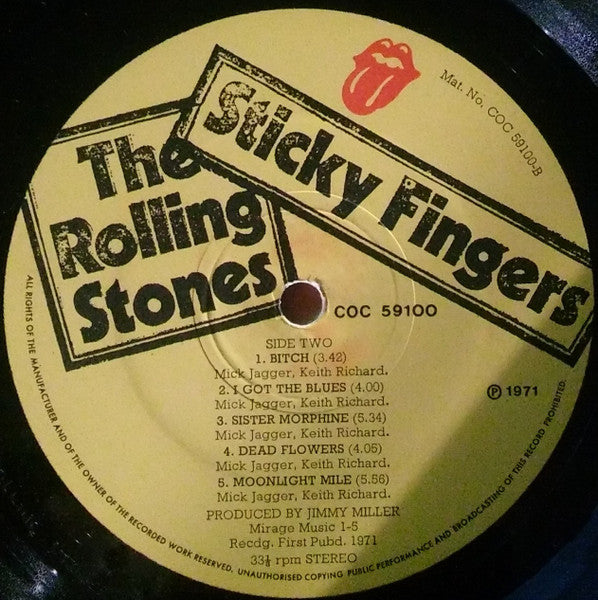 The
Rolling
Stones
Sticky Fingers
Mat. No. COC 59100-B
COC 59100
SIDE TWO
1. BITCH (3.42)
Mick Jagger, Keith Richard.
2. I GOT THE BLUES (4.00)
Mick Jagger, Keith Richard.
3. SISTER MORPHINE (5.34)
Mick Jagger, Keith Richard.
4. DEAD FLOWERS (4.05)
Mick Jagger, Keith Richard.
5. MOONLIGHT MILE (5.56)
Mick Jagger, Keith Richard.
PRODUCED BY JIMMY MILLER
Mirage Music 1-5
Recdg. First Pubd. 1971
33⅓ rpm STEREO
Ⓟ 1971
ALL RIGHTS OF THE MANUFACTURER AND OF THE OWNER OF THE RECORDED WORK RESERVED. UNAUTHORISED COPYING PUBLIC PERFORMANCE AND BROADCASTING OF THIS RECORD PROHIBITED.